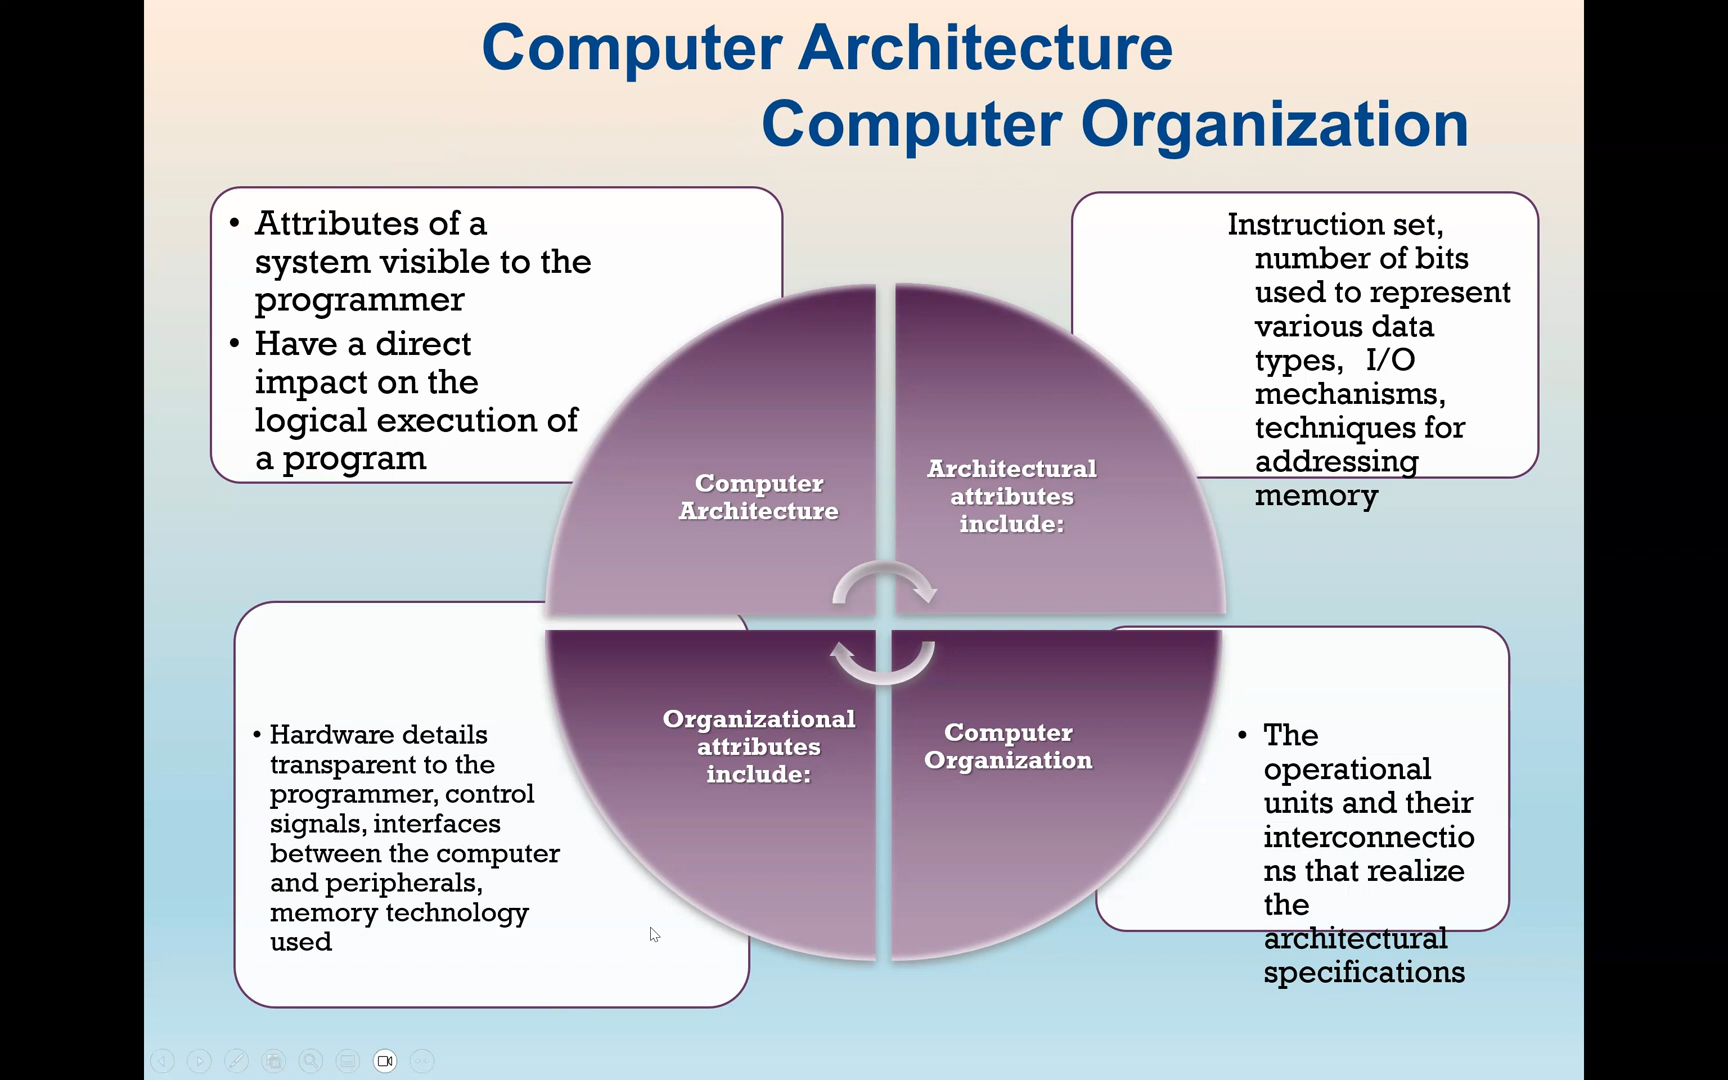 Computer Architecture
Computer Organization
• Attributes of a
system visible to the
programmer
• Have a direct
impact on the
logical execution of
a program
Instruction set,
number of bits
used to represent
various data
types, I/O
mechanisms,
techniques for
addressing
memory
Computer
Architecture
Architectural
attributes
include:
Organizational
attributes
include:
Computer
Organization
• Hardware details
transparent to the
programmer, control
signals, interfaces
between the computer
and peripherals,
memory technology
used
• The
operational
units and their
interconnectio
ns that realize
the
architectural
specifications